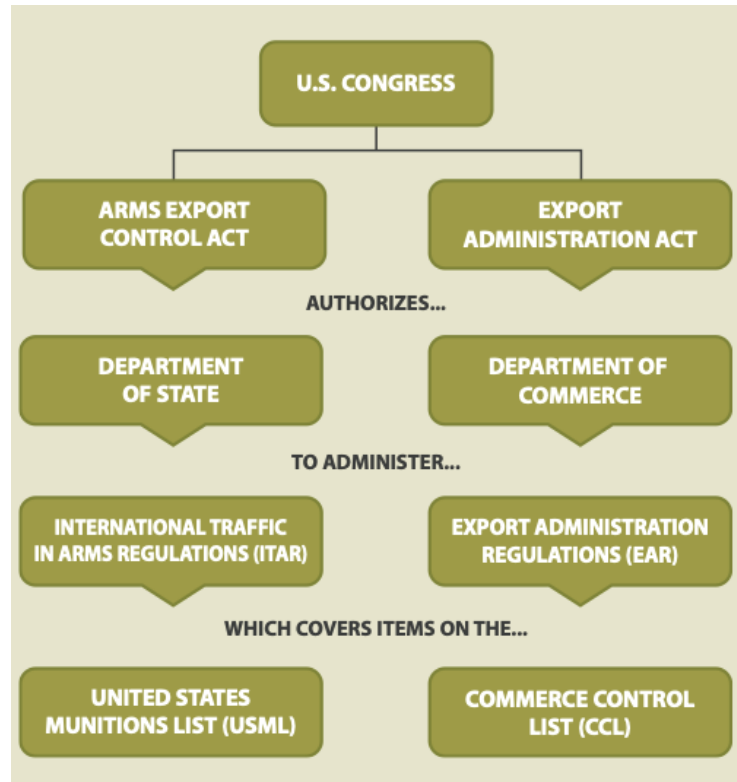 U.S. CONGRESS
ARMS EXPORT
CONTROL ACT
EXPORT
ADMINISTRATION ACT
AUTHORIZES...
DEPARTMENT
OF STATE
DEPARTMENT OF
COMMERCE
TO ADMINISTER...
INTERNATIONAL TRAFFIC
IN ARMS REGULATIONS (ITAR)
EXPORT ADMINISTRATION
REGULATIONS (EAR)
WHICH COVERS ITEMS ON THE...
UNITED STATES
MUNITIONS LIST (USML)
COMMERCE CONTROL
LIST (CCL)